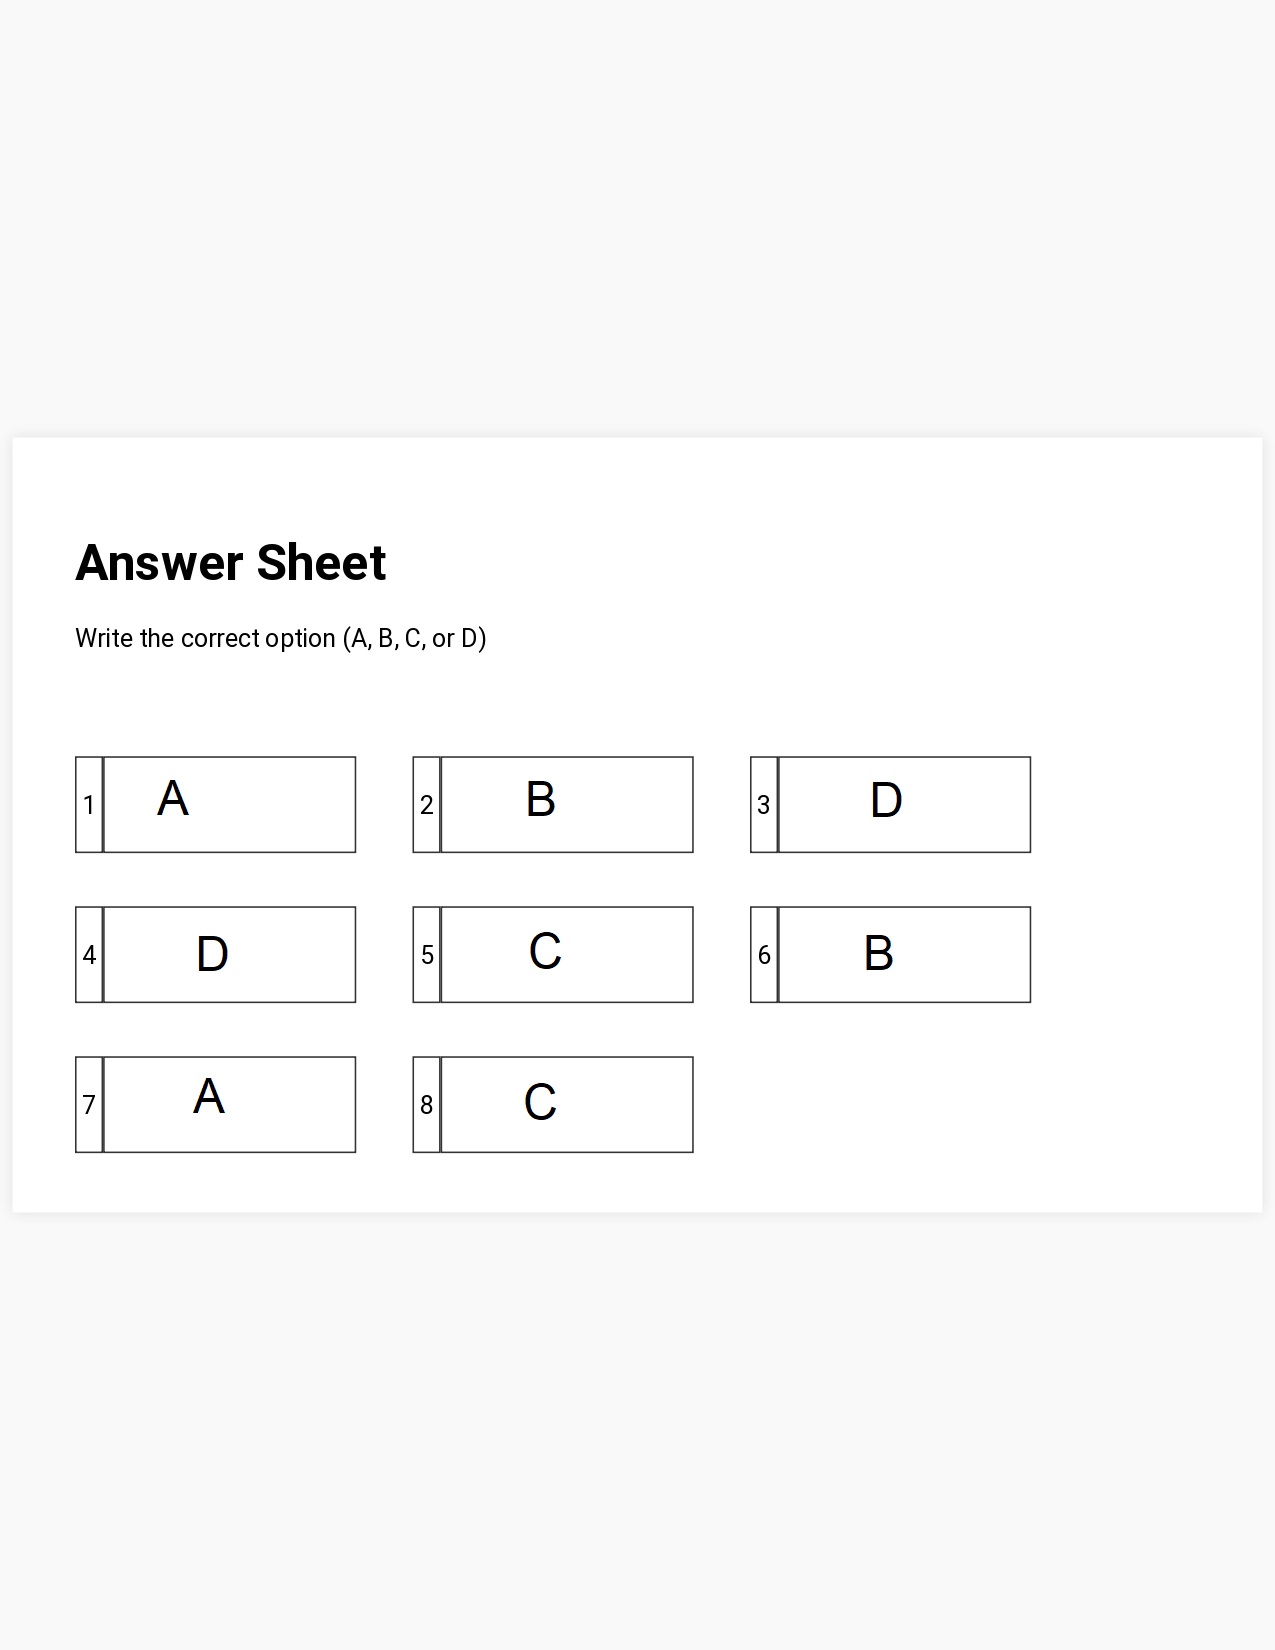 Answer Sheet
Write the correct option (A, B, C, or D)
1 A 2 B 3 D
4 D 5 C 6 B
7 A 8 C